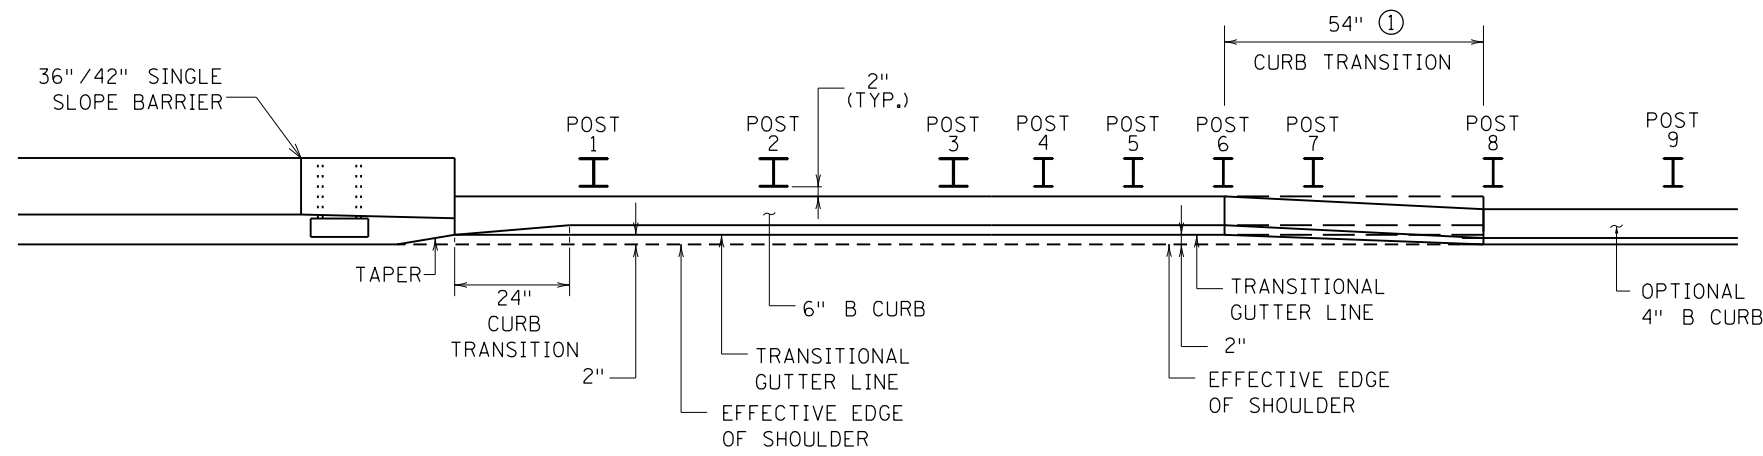 54" ①
CURB TRANSITION
36"/42" SINGLE
SLOPE BARRIER
2"
(TYP.)
POST
1
POST
2
POST
3
POST
4
POST
5
POST
6
POST
7
POST
8
POST
9
TAPER
24"
CURB
TRANSITION
2"
6" B CURB
TRANSITIONAL
GUTTER LINE
EFFECTIVE EDGE
OF SHOULDER
TRANSITIONAL
GUTTER LINE
2"
EFFECTIVE EDGE
OF SHOULDER
OPTIONAL
4" B CURB